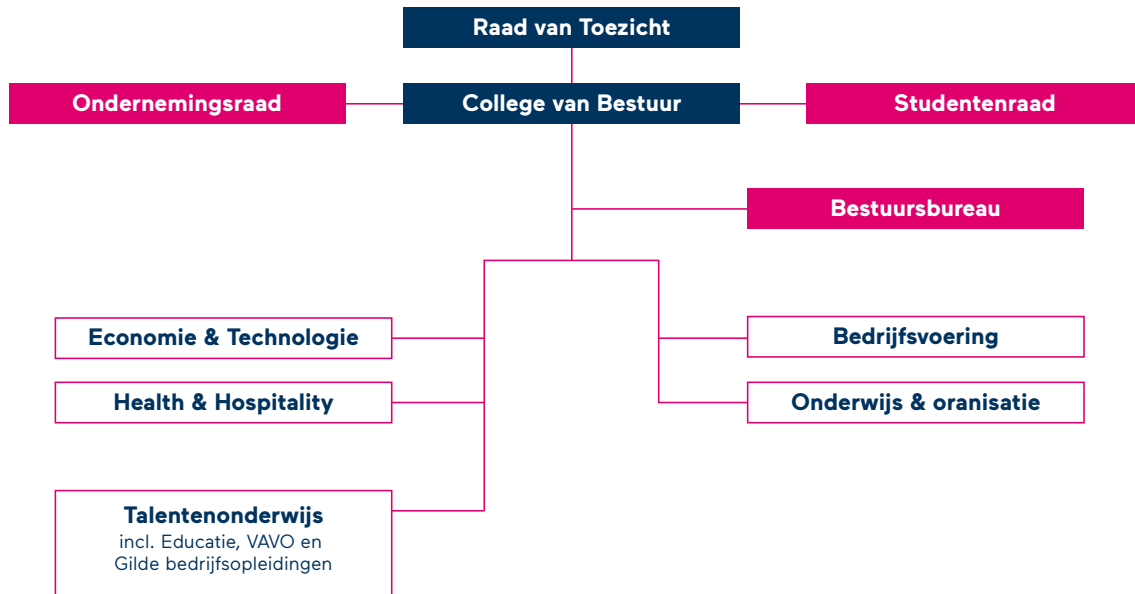 Raad van Toezicht
Ondernemingsraad
College van Bestuur
Studentenraad
Bestuursbureau
Economie & Technologie
Bedrijfsvoering
Health & Hospitality
Onderwijs & oranisatie
Talentenonderwijs
incl. Educatie, VAVO en
Gilde bedrijfsopleidingen